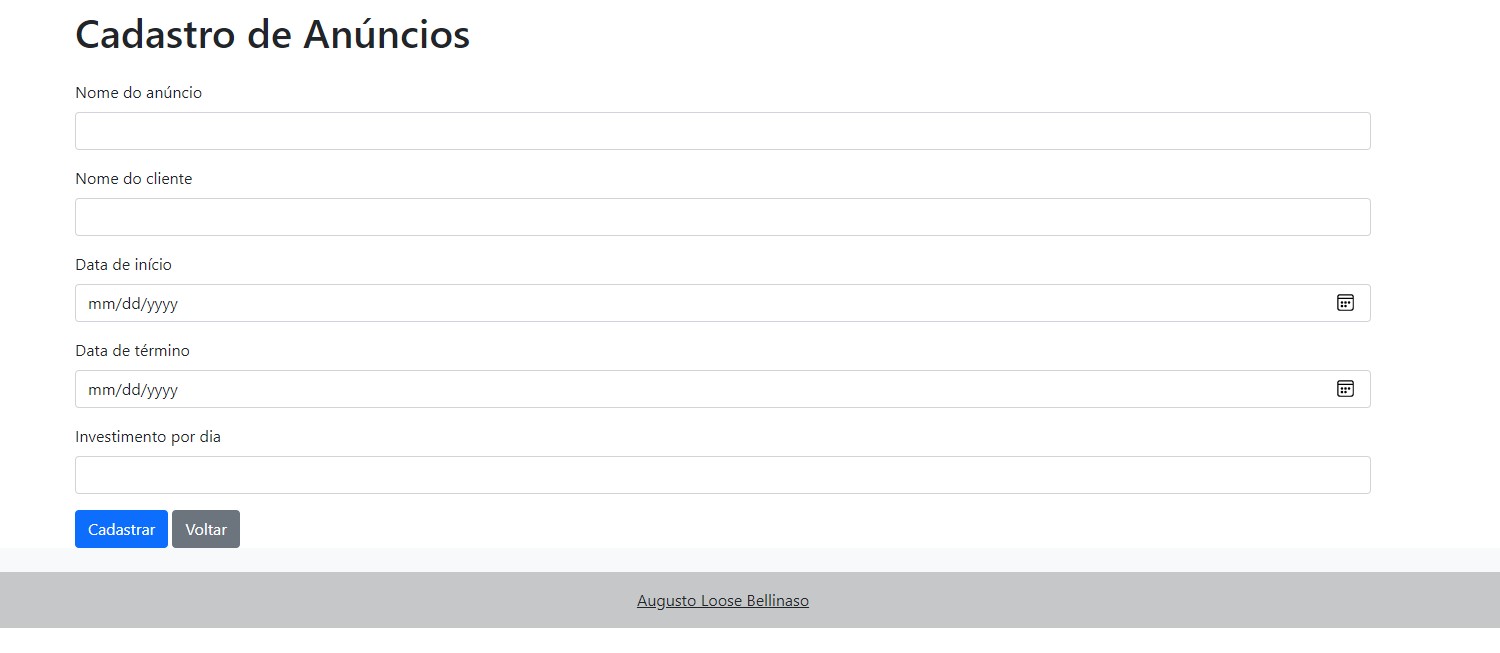 Cadastro de Anúncios
Nome do anúncio
Nome do cliente
Data de início
mm/dd/yyyy
Data de término
mm/dd/yyyy
Investimento por dia
Cadastrar Voltar
Augusto Loose Bellinaso